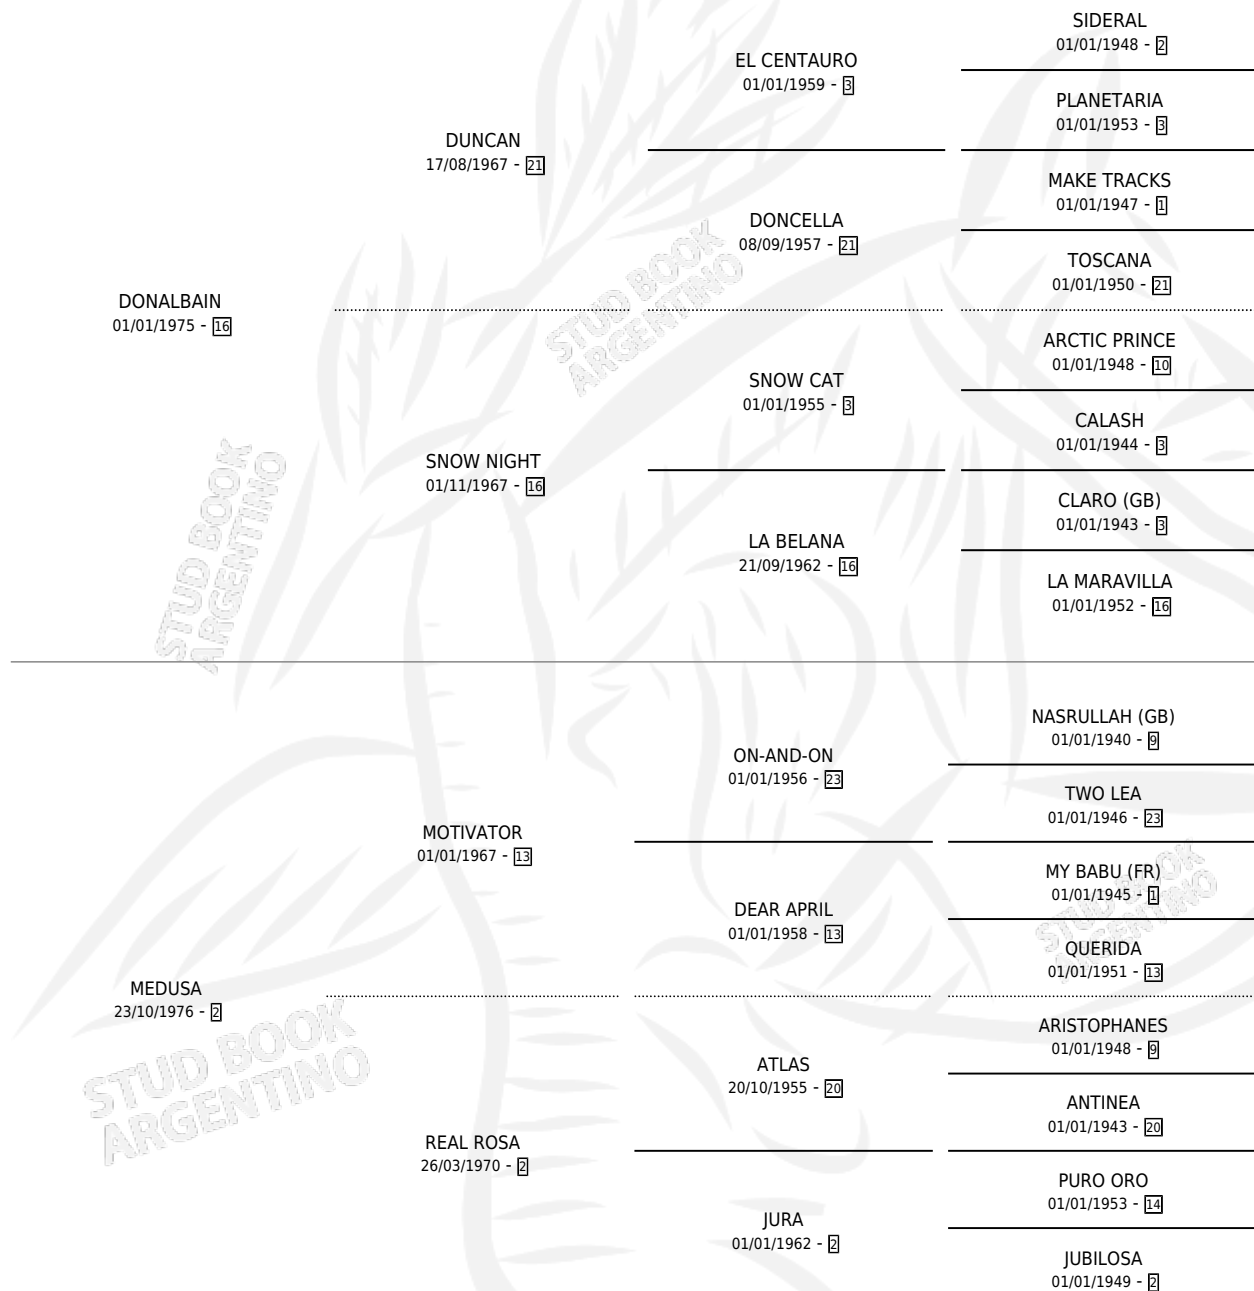 SIDERAL
01/01/1948 - 2
EL CENTAURO
01/01/1959 - 3
PLANETARIA
01/01/1953 - 3
DUNCAN
17/08/1967 - 21
MAKE TRACKS
01/01/1947 - 1
DONCELLA
08/09/1957 - 21
TOSCANA
01/01/1950 - 21
DONALBAIN
01/01/1975 - 16
ARCTIC PRINCE
01/01/1948 - 10
SNOW CAT
01/01/1955 - 3
CALASH
01/01/1944 - 3
SNOW NIGHT
01/11/1967 - 16
CLARO (GB)
01/01/1943 - 3
LA BELANA
21/09/1962 - 16
LA MARAVILLA
01/01/1952 - 16
NASRULLAH (GB)
01/01/1940 - 9
ON-AND-ON
01/01/1956 - 23
TWO LEA
01/01/1946 - 23
MOTIVATOR
01/01/1967 - 13
MY BABU (FR)
01/01/1945 - 1
DEAR APRIL
01/01/1958 - 13
QUERIDA
01/01/1951 - 13
MEDUSA
23/10/1976 - 2
ARISTOPHANES
01/01/1948 - 9
ATLAS
20/10/1955 - 20
ANTINEA
01/01/1943 - 20
REAL ROSA
26/03/1970 - 2
PURO ORO
01/01/1953 - 14
JURA
01/01/1962 - 2
JUBILOSA
01/01/1949 - 2
STUD BOOK
ARGENTINO
STUD BOOK
ARGENTINO
STUD BOOK
ARGENTINO
STUD BOOK
ARGENTINO